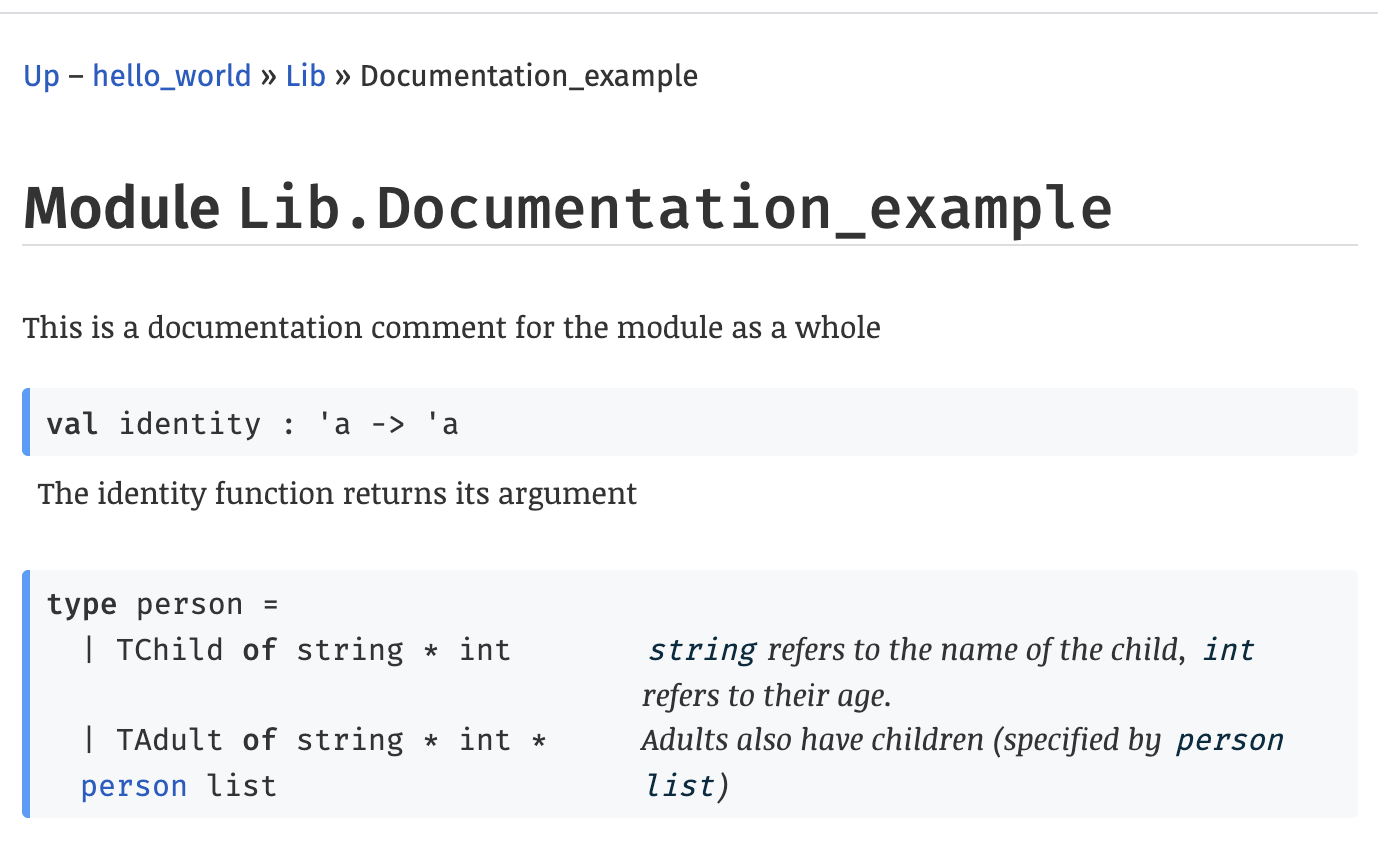 Up – hello_world » Lib » Documentation_example
Module Lib.Documentation_example
This is a documentation comment for the module as a whole
val identity : 'a -> 'a
The identity function returns its argument
type person =
| TChild of string * int
string refers to the name of the child, int
refers to their age.
| TAdult of string * int *
person list
Adults also have children (specified by person
list)